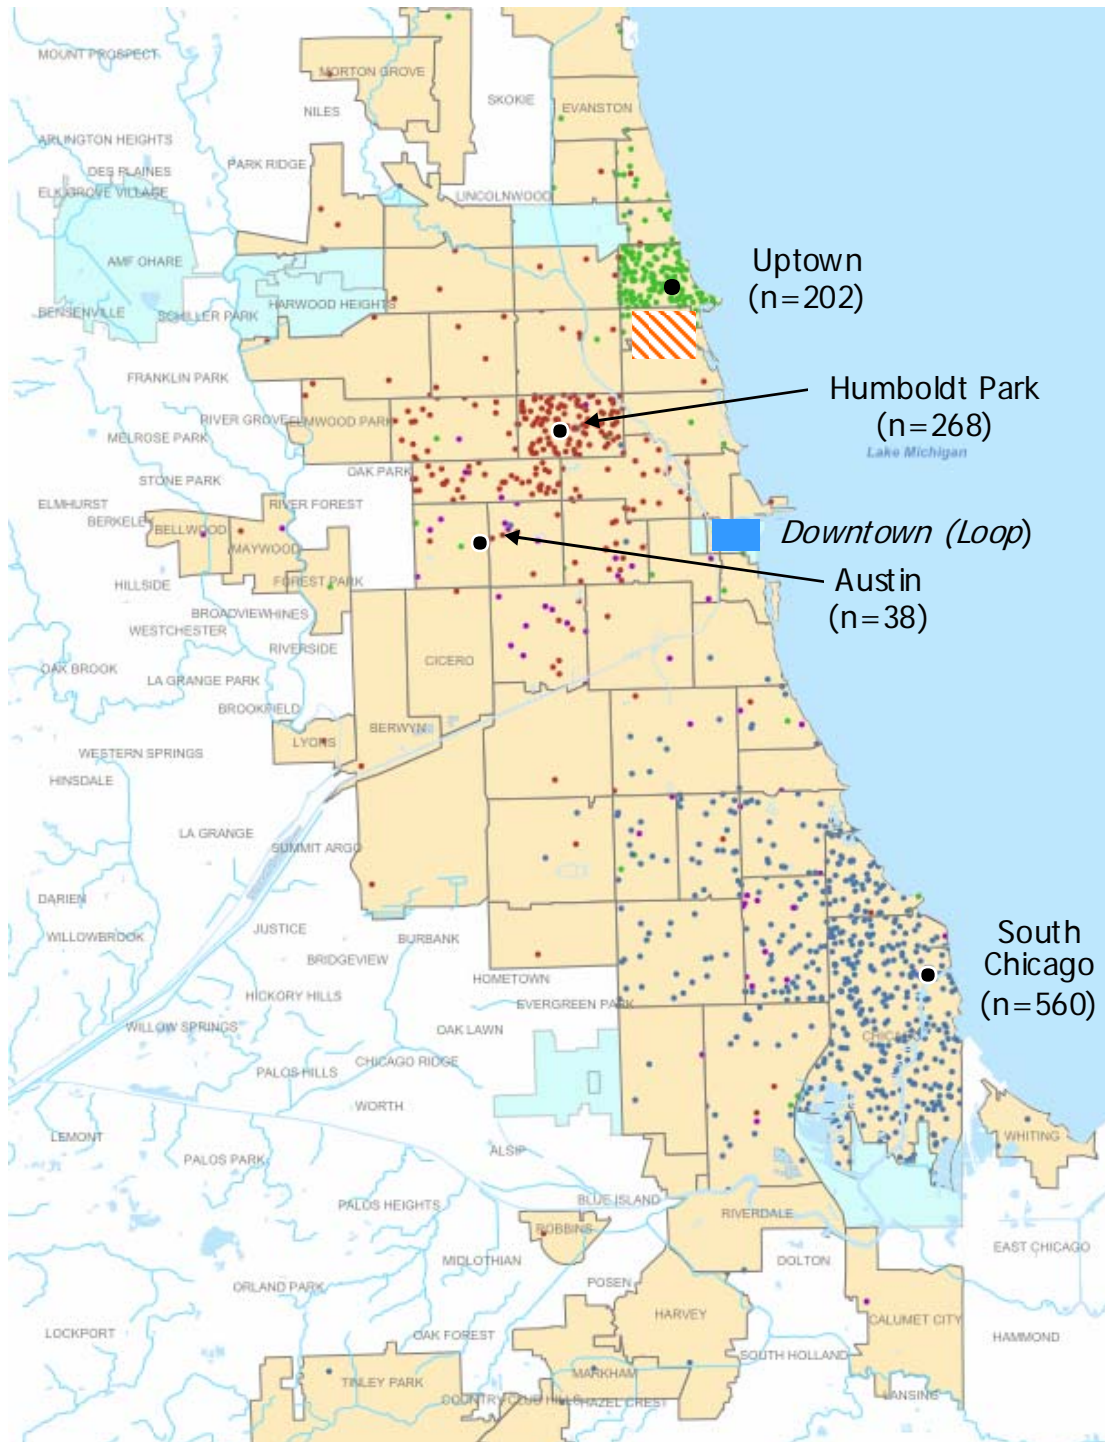 MOUNT PROSPECT
MORTON GROVE
SKOKIE
NILES
EVANSTON
ARLINGTON HEIGHTS
PARK RIDGE
DES PLAINES
ELK GROVE VILLAGE
LINCOLNWOOD
AMF OHARE
Uptown
(n=202)
HARWOOD HEIGHTS
BENSENVILLE
SCHILLER PARK
FRANKLIN PARK
Humboldt Park
(n=268)
RIVER GROVE
ELMWOOD PARK
MELROSE PARK
Lake Michigan
OAK PARK
STONE PARK
ELMHURST
RIVER FOREST
BERKELEY
BELLWOOD
Downtown (Loop)
MAYWOOD
Austin
(n=38)
HILLSIDE
FOREST PARK
BROADVIEW
HINES
WESTCHESTER
RIVERSIDE
CICERO
OAK BROOK
LA GRANGE PARK
BROOKFIELD
BERWYN
LYONS
WESTERN SPRINGS
HINSDALE
LA GRANGE
SUMMIT ARGO
DARIEN
JUSTICE
WILLOWBROOK
BURBANK
South
Chicago
(n=560)
BRIDGEVIEW
HOMETOWN
HICKORY HILLS
EVERGREEN PARK
WILLOW SPRINGS
OAK LAWN
CHICAGO
CHICAGO RIDGE
PALOS HILLS
WORTH
LEMONT
WHITING
ALSIP
PALOS PARK
PALOS HEIGHTS
BLUE ISLAND
RIVERDALE
ROBBINS
EAST CHICAGO
MIDLOTHIAN
DOLTON
POSEN
ORLAND PARK
HARVEY
CALUMET CITY
LOCKPORT
OAK FOREST
HAMMOND
SOUTH HOLLAND
MARKHAM
TINLEY PARK
LANSING
COUNTRY CLUB HILLS
HAZEL CREST